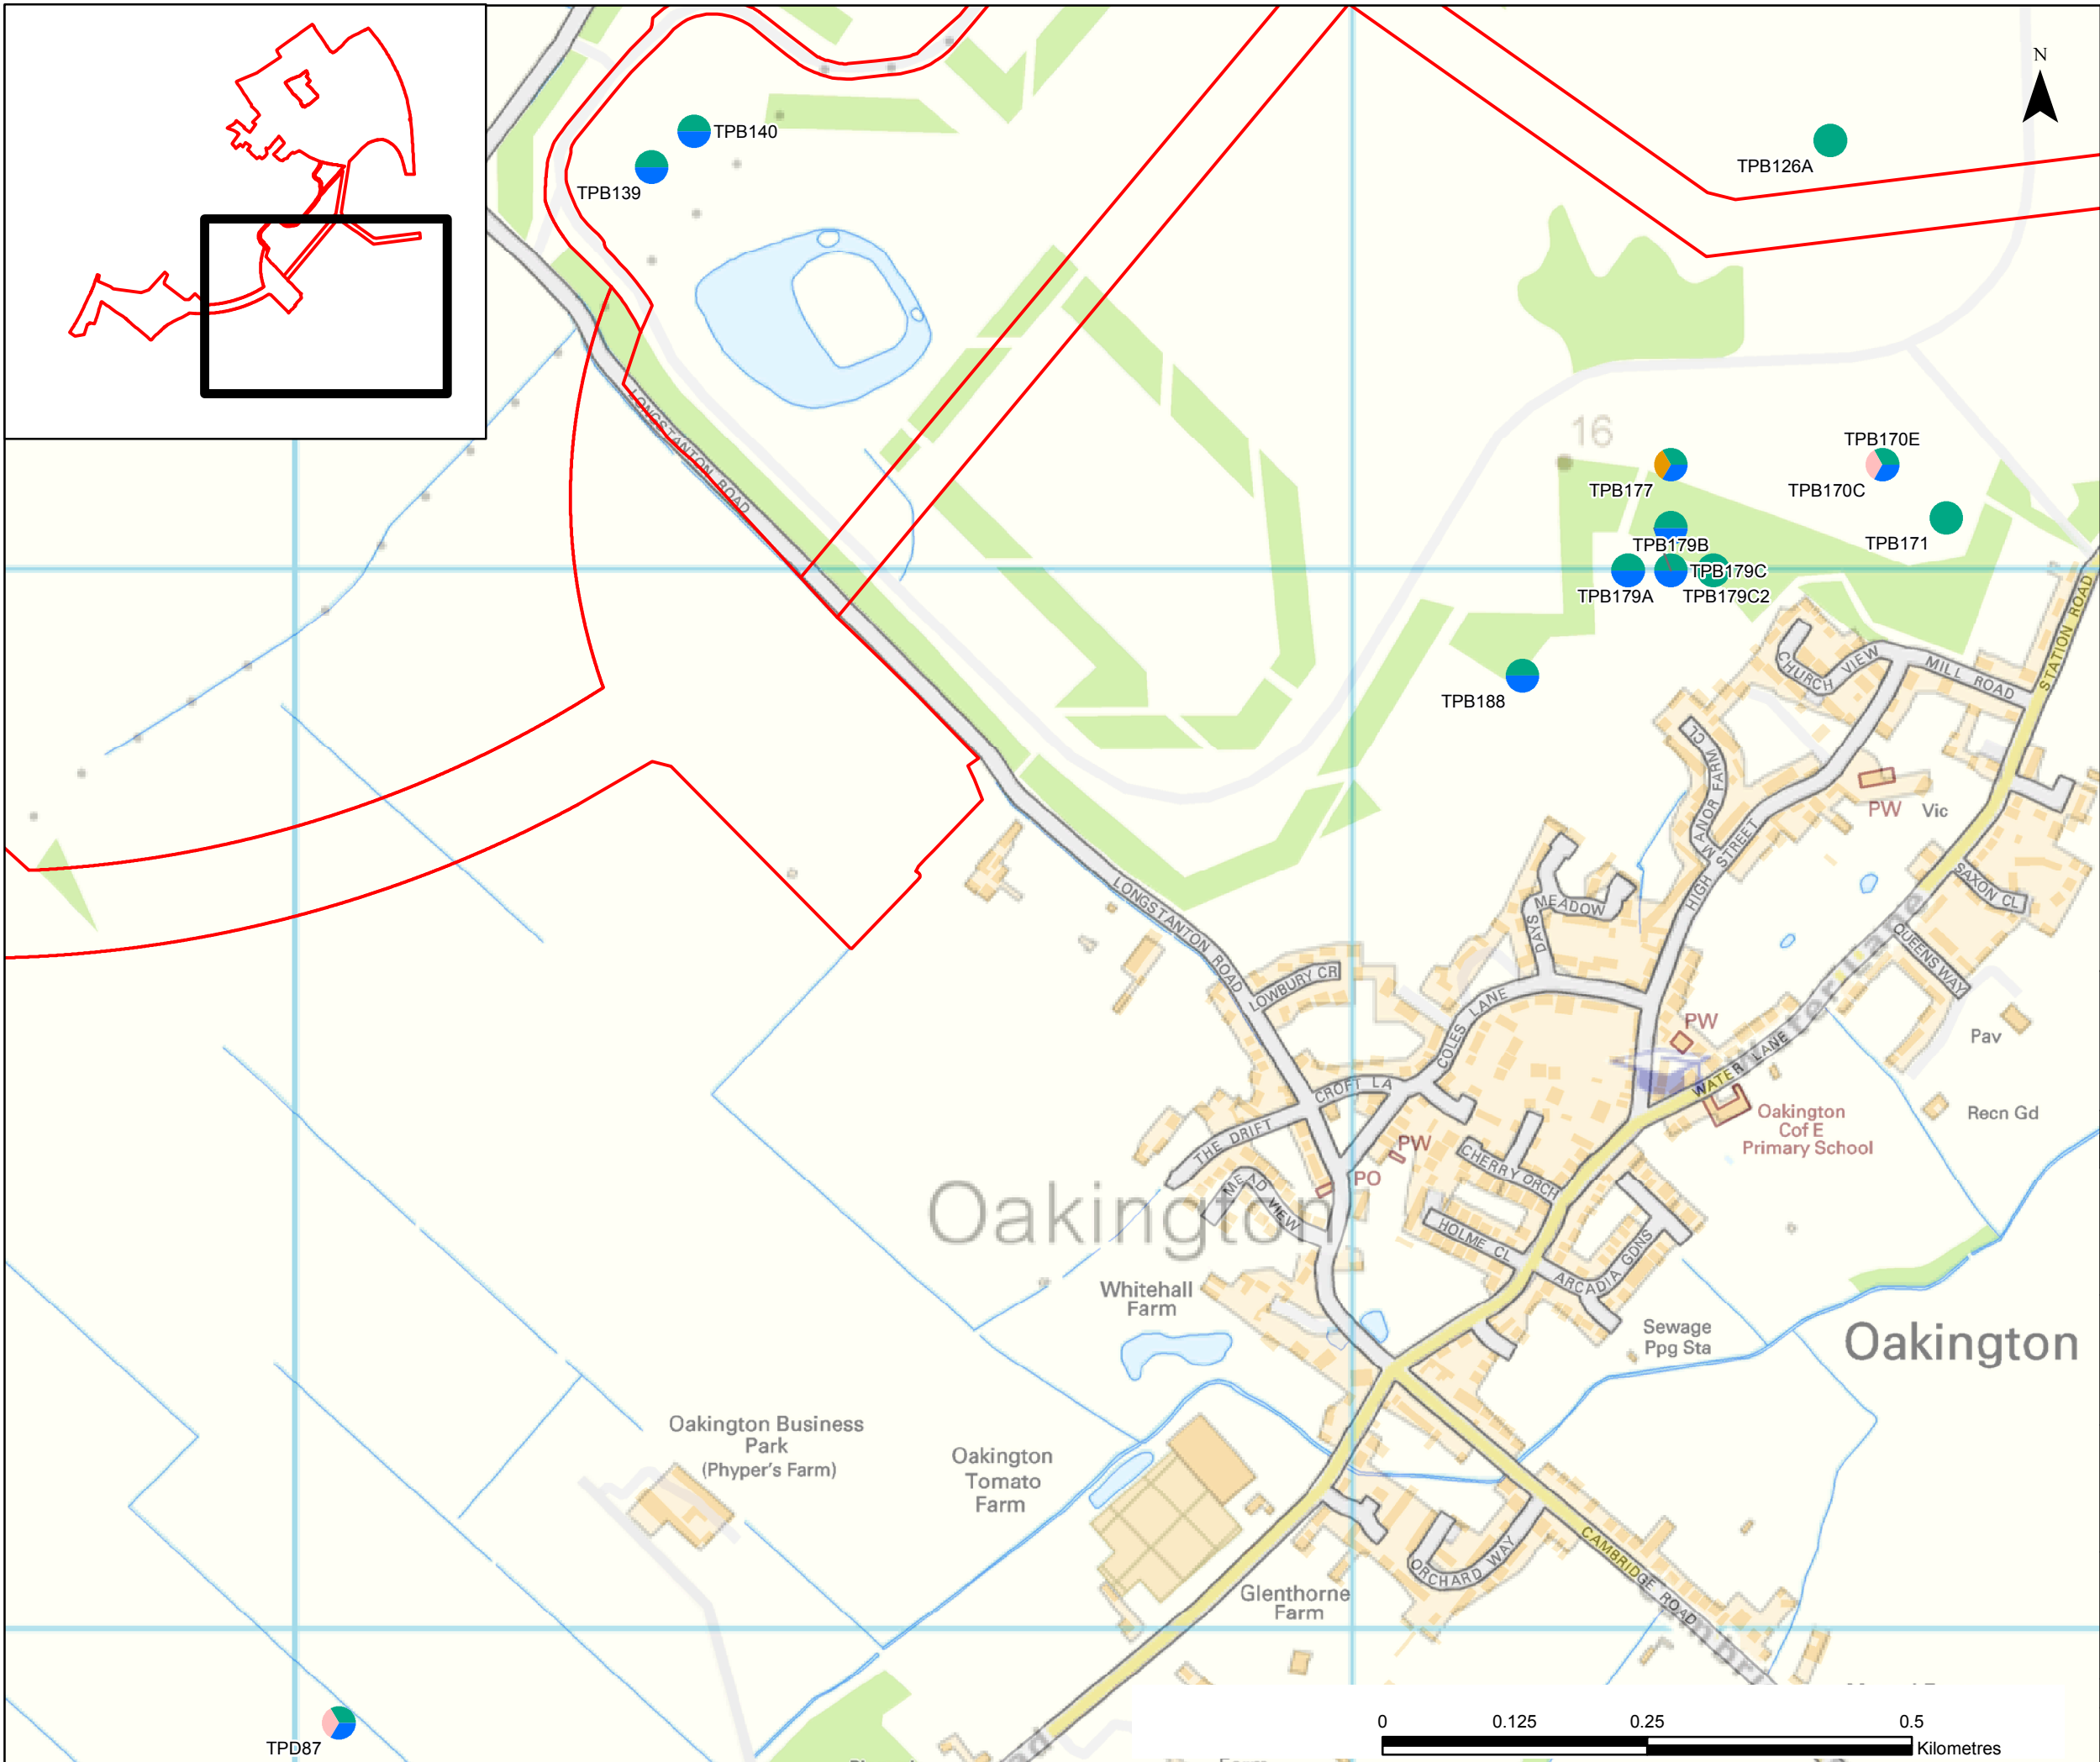 N
TPB140
TPB126A
TPB139
LONGSTANTON ROAD
16
TPB170E
TPB177
TPB170C
TPB171
TPB179B
TPB179C
TPB179A
TPB179C2
STATION ROAD
CHURCH VIEW
MILL ROAD
TPB188
MANOR FARM CL
PW
Vic
HIGH STREET
SAXON CL
LONGSTANTON ROAD
DAYS MEADOW
QUEENS WAY
LOWBURY CR
COLES LANE
PW
Pav
WATER LANE
CROFT LA
Oakington
C of E
Primary School
Recn Gd
THE DRIFT
PW
PO
CHERRY ORCH
MEAD VIEW
Oakington
HOLME CL
ARCADIA GDNS
Whitehall
Farm
Sewage
Ppg Sta
Oakington
Oakington Business
Park
(Phyper's Farm)
Oakington
Tomato
Farm
CAMBRIDGE ROAD
ORCHARD WAY
Glenthorne
Farm
TPD87
0 0.125 0.25 0.5
Kilometres